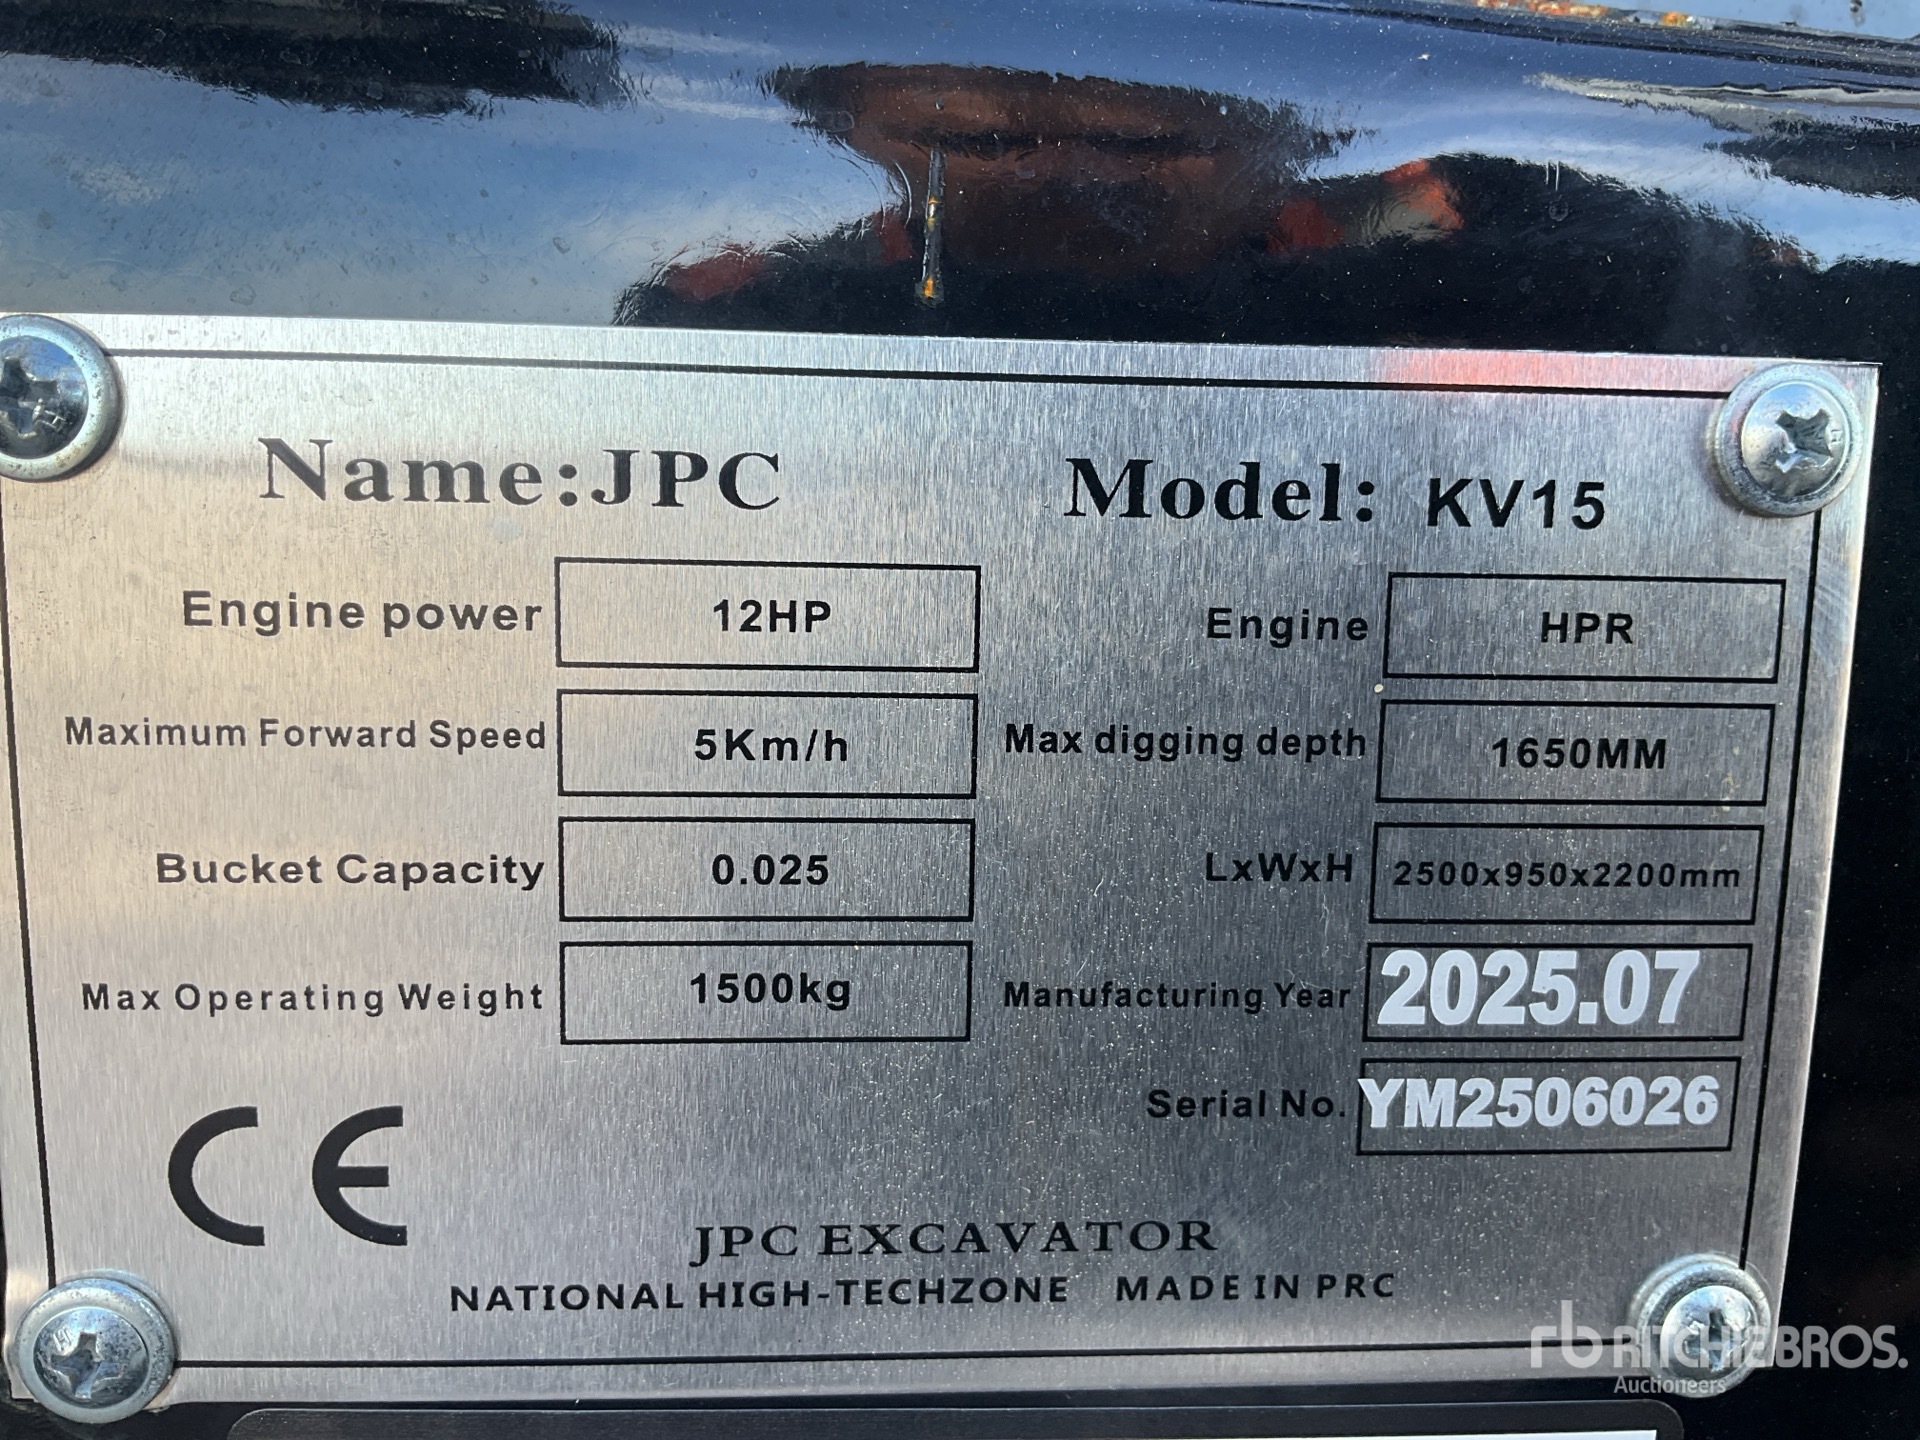 Name:JPC Model: KV15
Engine power 12HP Engine HPR
Maximum Forward Speed 5Km/h Max digging depth 1650MM
Bucket Capacity 0.025 LxWxH 2500x950x2200mm
Max Operating Weight 1500kg Manufacturing Year 2025.07
Serial No. YM2506026
CE
JPC EXCAVATOR
NATIONAL HIGH-TECHZONE MADE IN PRC
rb RITCHIE BROS.
Auctioneers